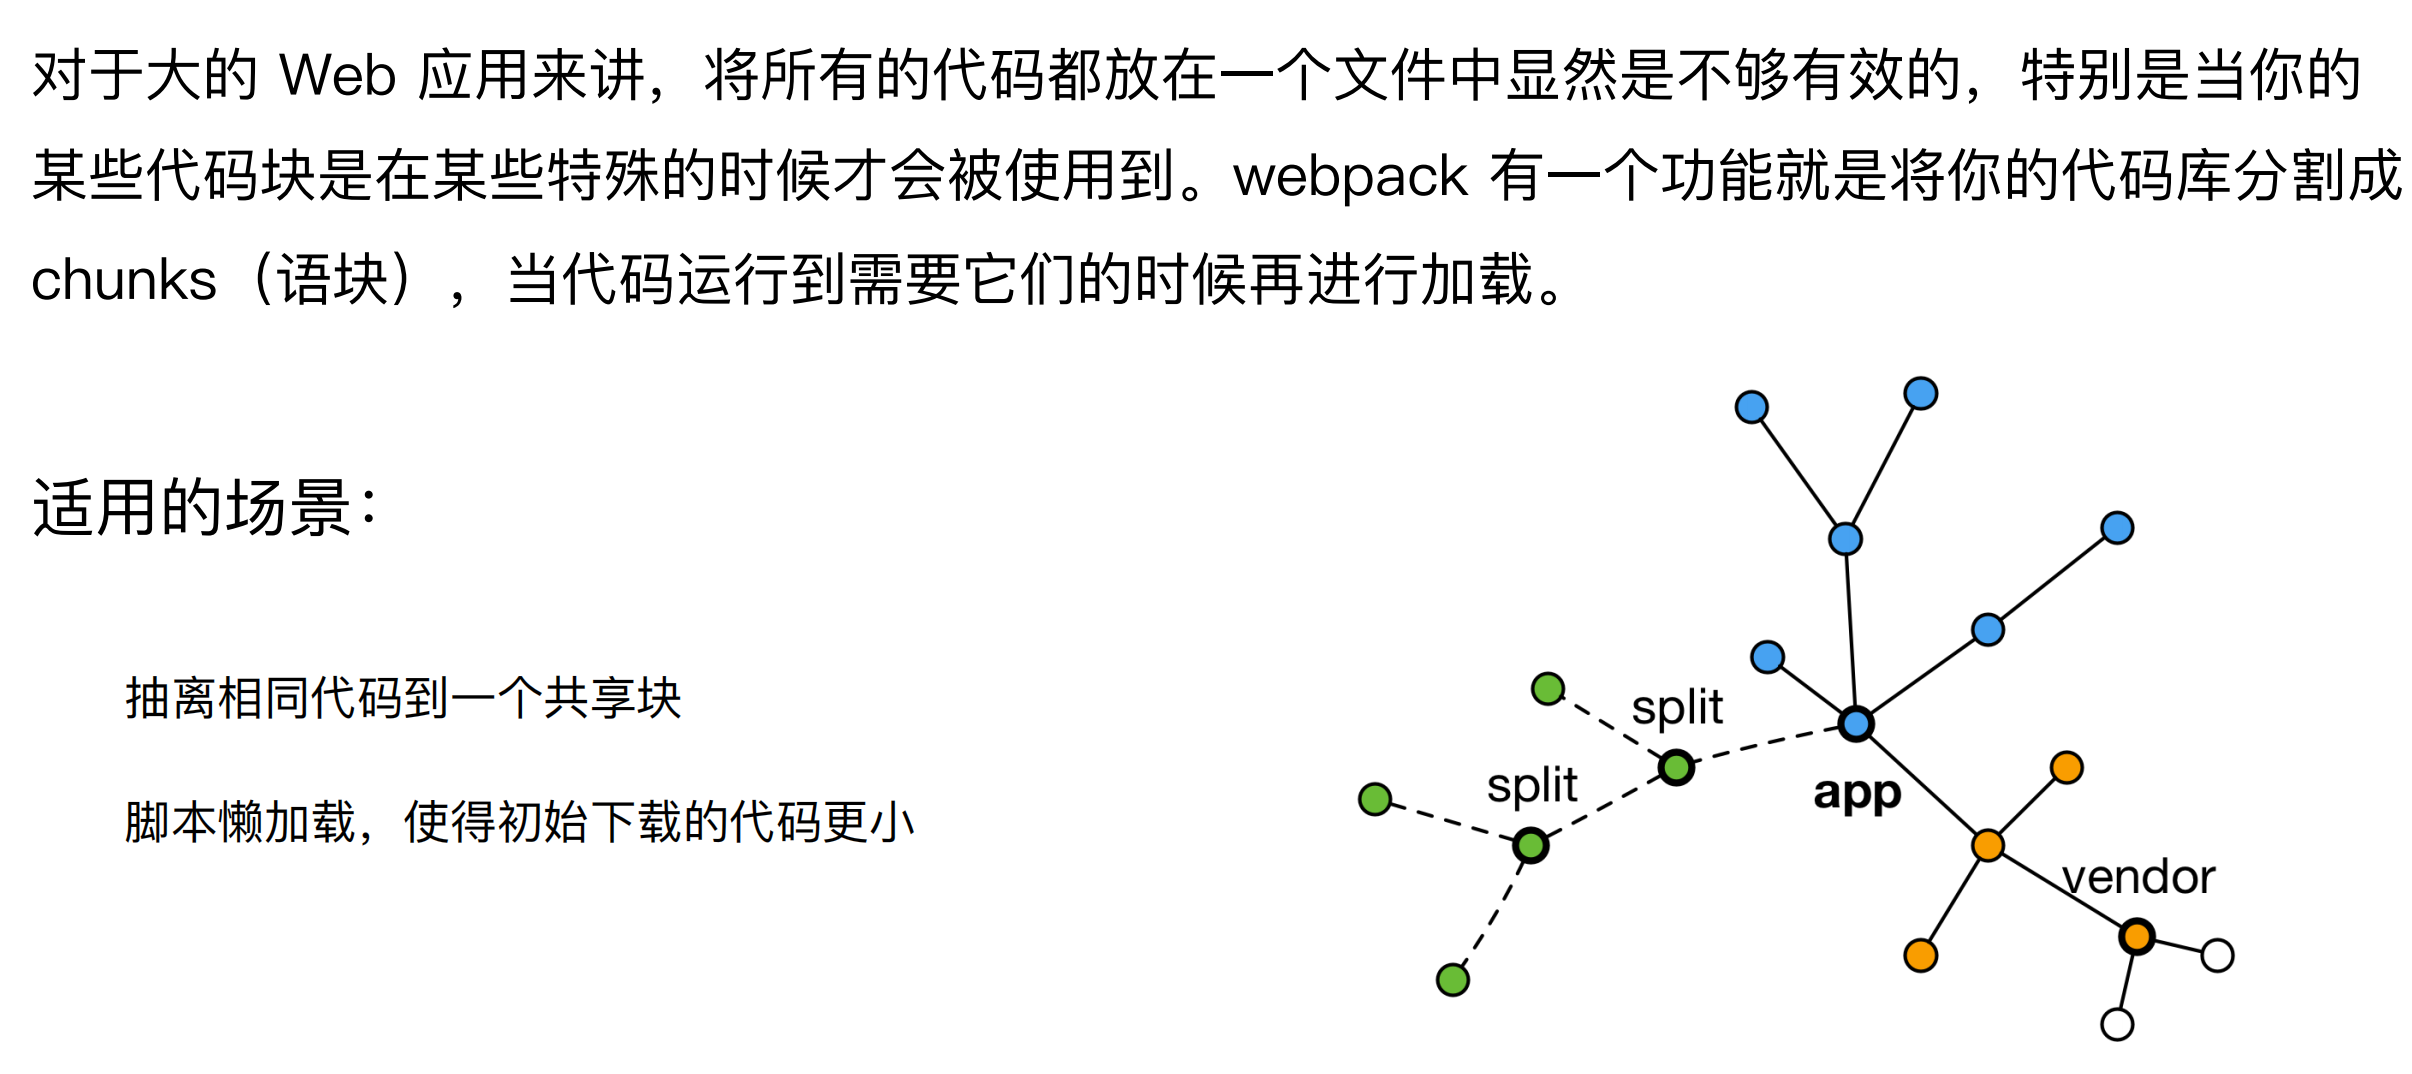 对于大的 Web 应用来讲，将所有的代码都放在一个文件中显然是不够有效的，特别是当你的
某些代码块是在某些特殊的时候才会被使用到。webpack 有一个功能就是将你的代码库分割成
chunks（语块），当代码运行到需要它们的时候再进行加载。
适用的场景：
抽离相同代码到一个共享块
脚本懒加载，使得初始下载的代码更小
split
split
app
vendor